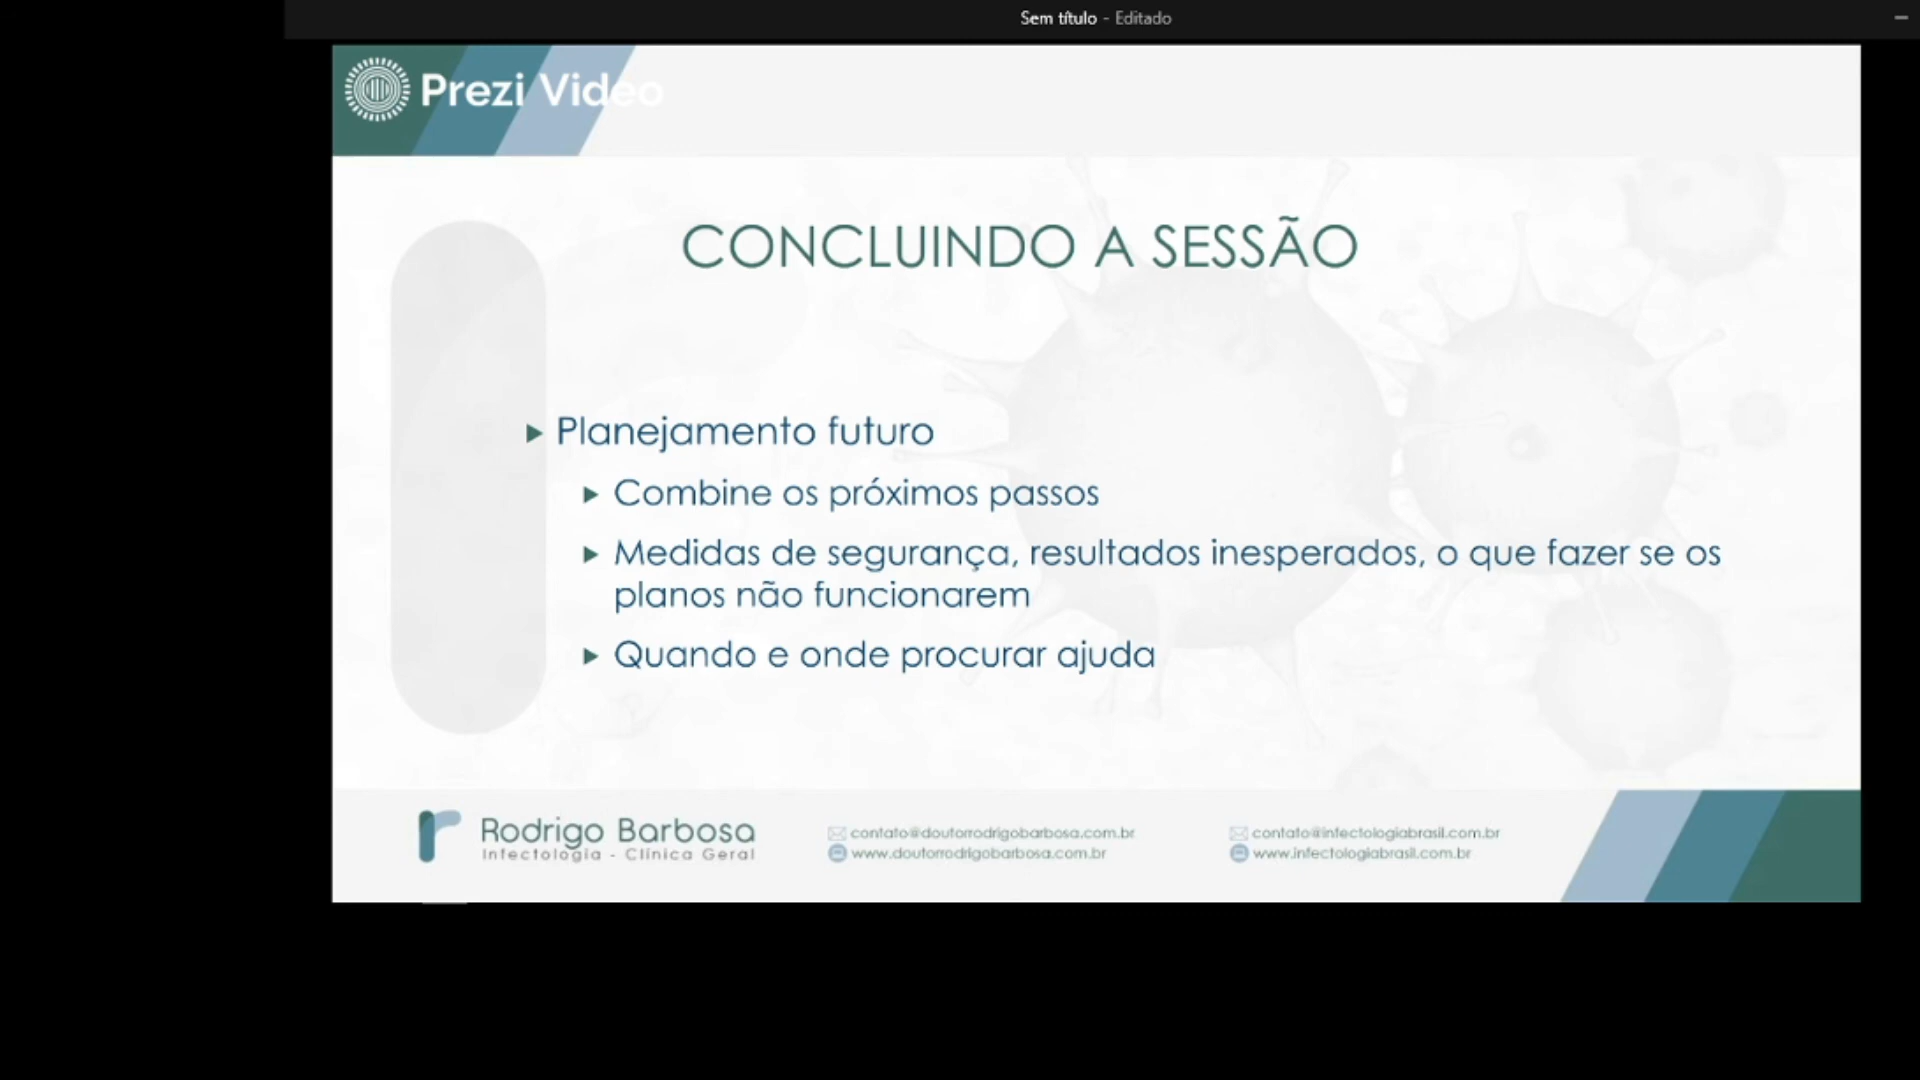 Sem título - Editado
Prezi Video
CONCLUINDO A SESSÃO
Planejamento futuro
Combine os próximos passos
Medidas de segurança, resultados inesperados, o que fazer se os
planos não funcionarem
Quando e onde procurar ajuda
Rodrigo Barbosa
Infectologia - Clínica Geral
contato@doutorrodrigobarbosa.com.br
www.doutorrodrigobarbosa.com.br
contato@infectologiabrasil.com.br
www.infectologiabrasil.com.br